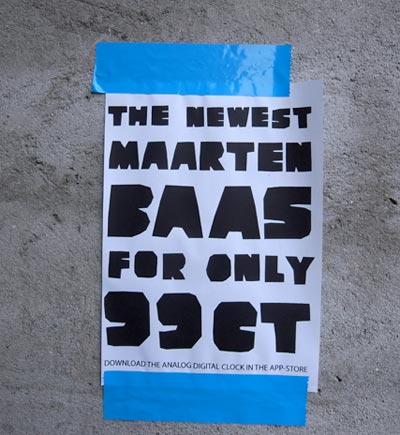 THE NEWEST
MAARTEN
BAAS
FOR ONLY
99CT
DOWNLOAD THE ANALOG DIGITAL CLOCK IN THE APP-STORE